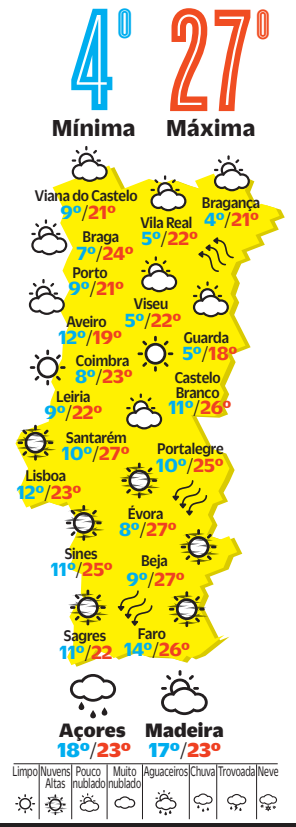 4º 27º
Mínima Máxima
Viana do Castelo
9º/21º
Bragança
4º/21º
Vila Real
5º/22º
Braga
7º/24º
Porto
9º/21º
Viseu
5º/22º
Aveiro
12º/19º
Guarda
5º/18º
Coimbra
8º/23º
Castelo
Branco
11º/26º
Leiria
9º/22º
Santarém
10º/27º
Portalegre
10º/25º
Lisboa
12º/23º
Évora
8º/27º
Sines
11º/25º
Beja
9º/27º
Sagres
11º/22
Faro
14º/26º
Açores
18º/23º
Madeira
17º/23º
Limpo
Nuvens
Altas
Pouco
nublado
Muito
nublado
Aguaceiros
Chuva
Trovoada
Neve